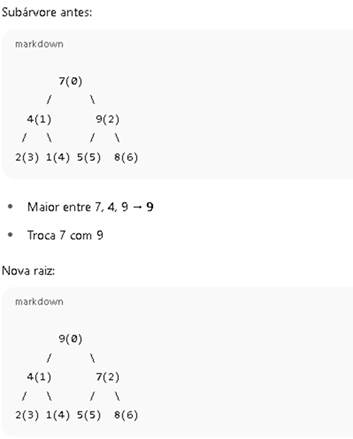 Subárvore antes:
markdown
7(0)
/ \
4(1) 9(2)
/ \ / \
2(3) 1(4) 5(5) 8(6)
• Maior entre 7, 4, 9 → 9
• Troca 7 com 9
Nova raiz:
markdown
9(0)
/ \
4(1) 7(2)
/ \ / \
2(3) 1(4) 5(5) 8(6)